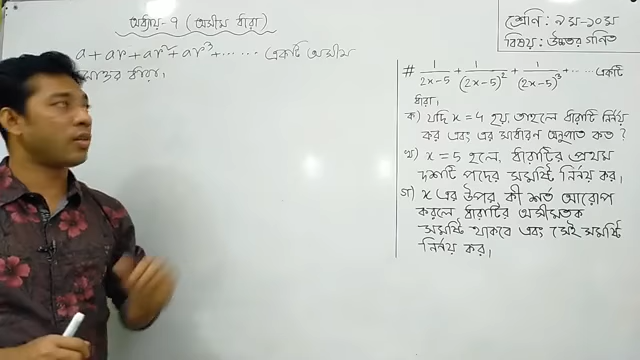 অধ্যায়-৭ (অসীম ধারা)
a + ar + ar² + ar³ + ...... একটি অসীম
ধারা।
শ্রেণি : ৯ম-১০ম
বিষয় : উচ্চতর গণিত
# 1/(2x-5) + 1/(2x-5)² + 1/(2x-5)³ + ..... একটি
ধারা।
ক) যদি x = 4 হয়, তাহলে ধারাটি নির্ণয়
কর এবং এর সাধারণ অনুপাত কত ?
খ) x = 5 হলে, ধারাটির প্রথম
দশটি পদের সমষ্টি নির্ণয় কর।
গ) x এর উপর কী শর্ত আরোপ
করলে ধারাটির অসীমতক
সমষ্টি থাকবে এবং সেই সমষ্টি
নির্ণয় কর।